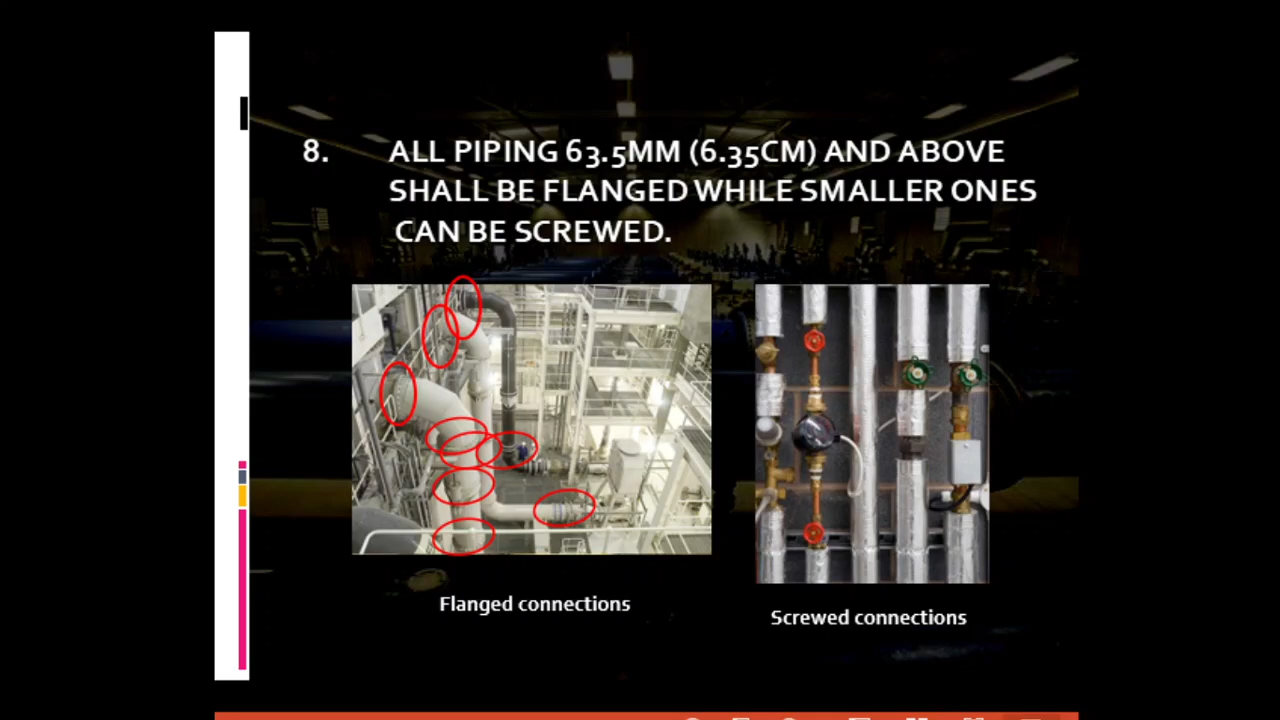 8. ALL PIPING 63.5MM (6.35CM) AND ABOVE
SHALL BE FLANGED WHILE SMALLER ONES
CAN BE SCREWED.
Flanged connections
Screwed connections